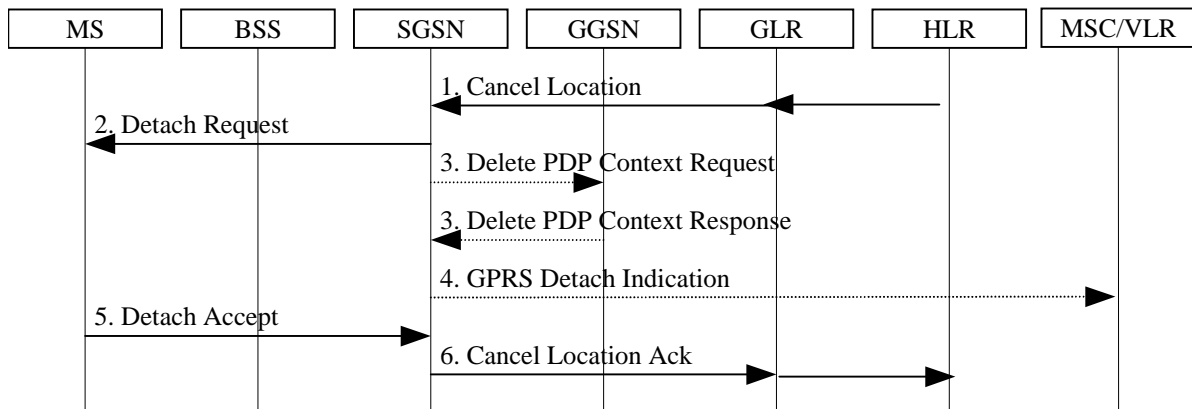 MS BSS SGSN GGSN GLR HLR MSC/VLR
1. Cancel Location
2. Detach Request
3. Delete PDP Context Request
3. Delete PDP Context Response
4. GPRS Detach Indication
5. Detach Accept
6. Cancel Location Ack